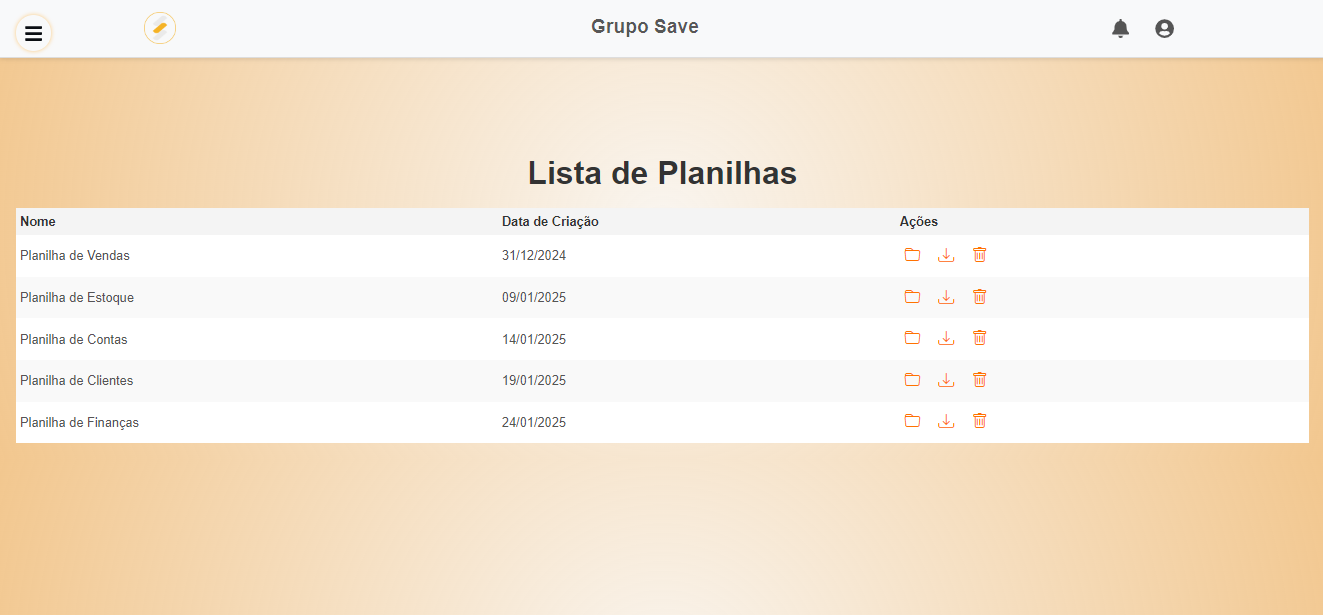 Grupo Save
Lista de Planilhas
Nome Data de Criação Ações
Planilha de Vendas 31/12/2024
Planilha de Estoque 09/01/2025
Planilha de Contas 14/01/2025
Planilha de Clientes 19/01/2025
Planilha de Finanças 24/01/2025